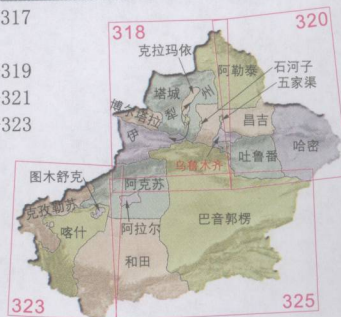 317
319
321
323
318
320
克拉玛依
石河子
五家渠
阿勒泰
塔城
博尔塔拉
伊
犁
州
昌吉
乌鲁木齐
吐鲁番
哈密
图木舒克
克孜勒苏
阿克苏
喀什
阿拉尔
巴音郭楞
和田
323
325